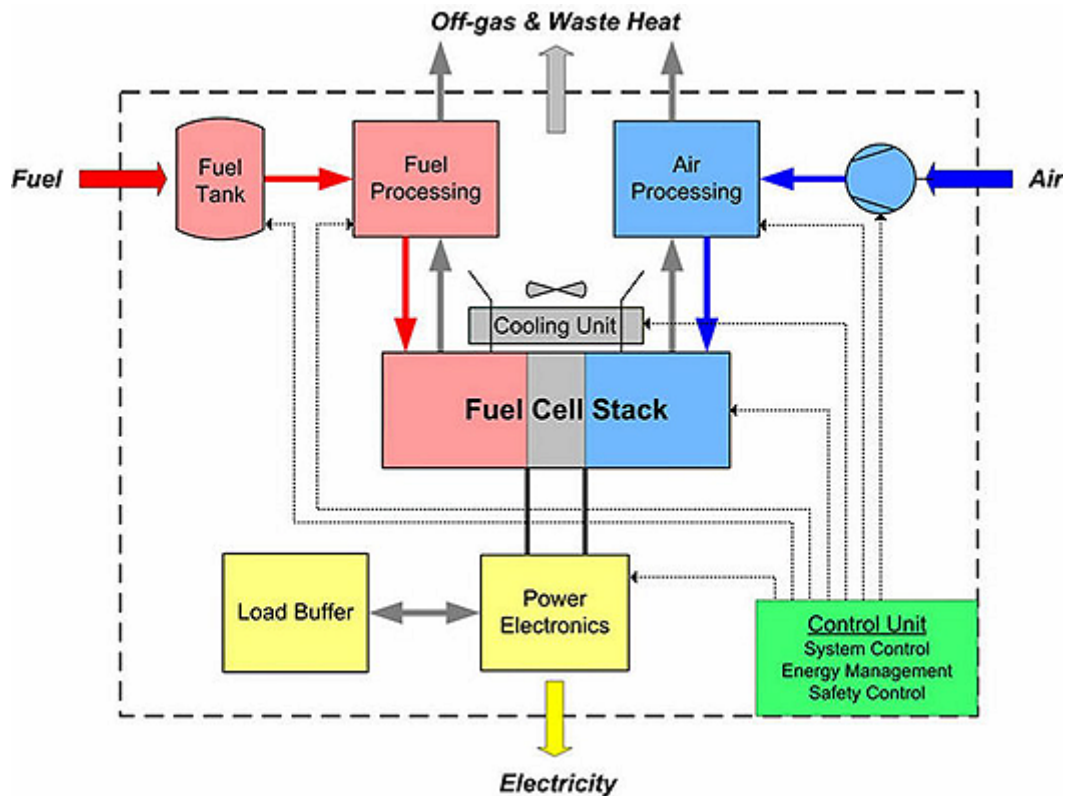 Off-gas & Waste Heat
Fuel
Fuel
Tank
Fuel
Processing
Air
Processing
Air
Cooling Unit
Fuel Cell Stack
Load Buffer
Power
Electronics
Control Unit
System Control
Energy Management
Safety Control
Electricity